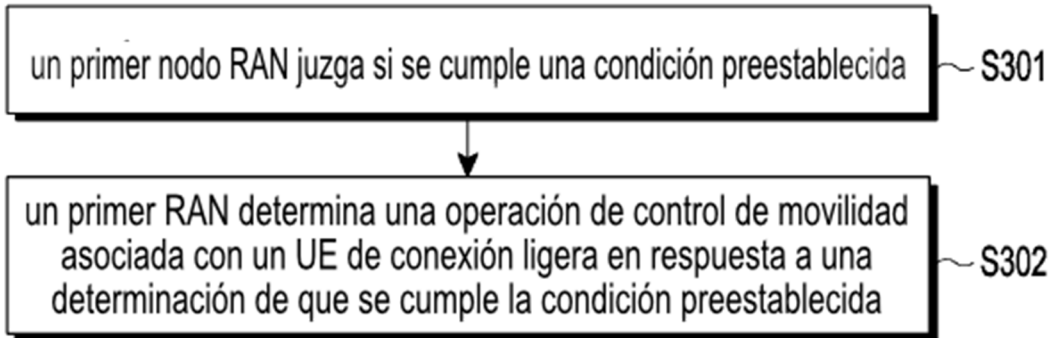 un primer nodo RAN juzga si se cumple una condición preestablecida
S301
un primer RAN determina una operación de control de movilidad
asociada con un UE de conexión ligera en respuesta a una
determinación de que se cumple la condición preestablecida
S302